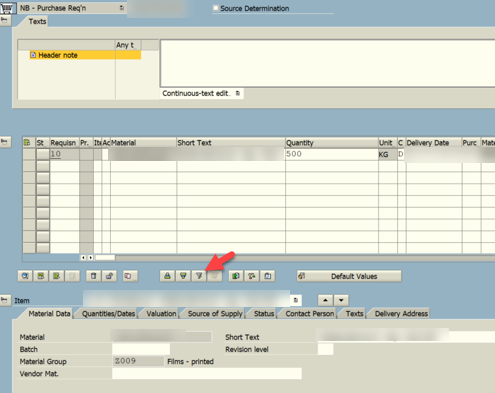 NB - Purchase Req'n
Source Determination
Texts
Any t
Header note
Continuous-text edit.
St Requisn Pr. Ite Ac Material Short Text Quantity Unit C Delivery Date Purc Mate
10 500 KG D
Default Values
Item
Material Data Quantities/Dates Valuation Source of Supply Status Contact Person Texts Delivery Address
Material Short Text
Batch Revision level
Material Group Z009 Films - printed
Vendor Mat.